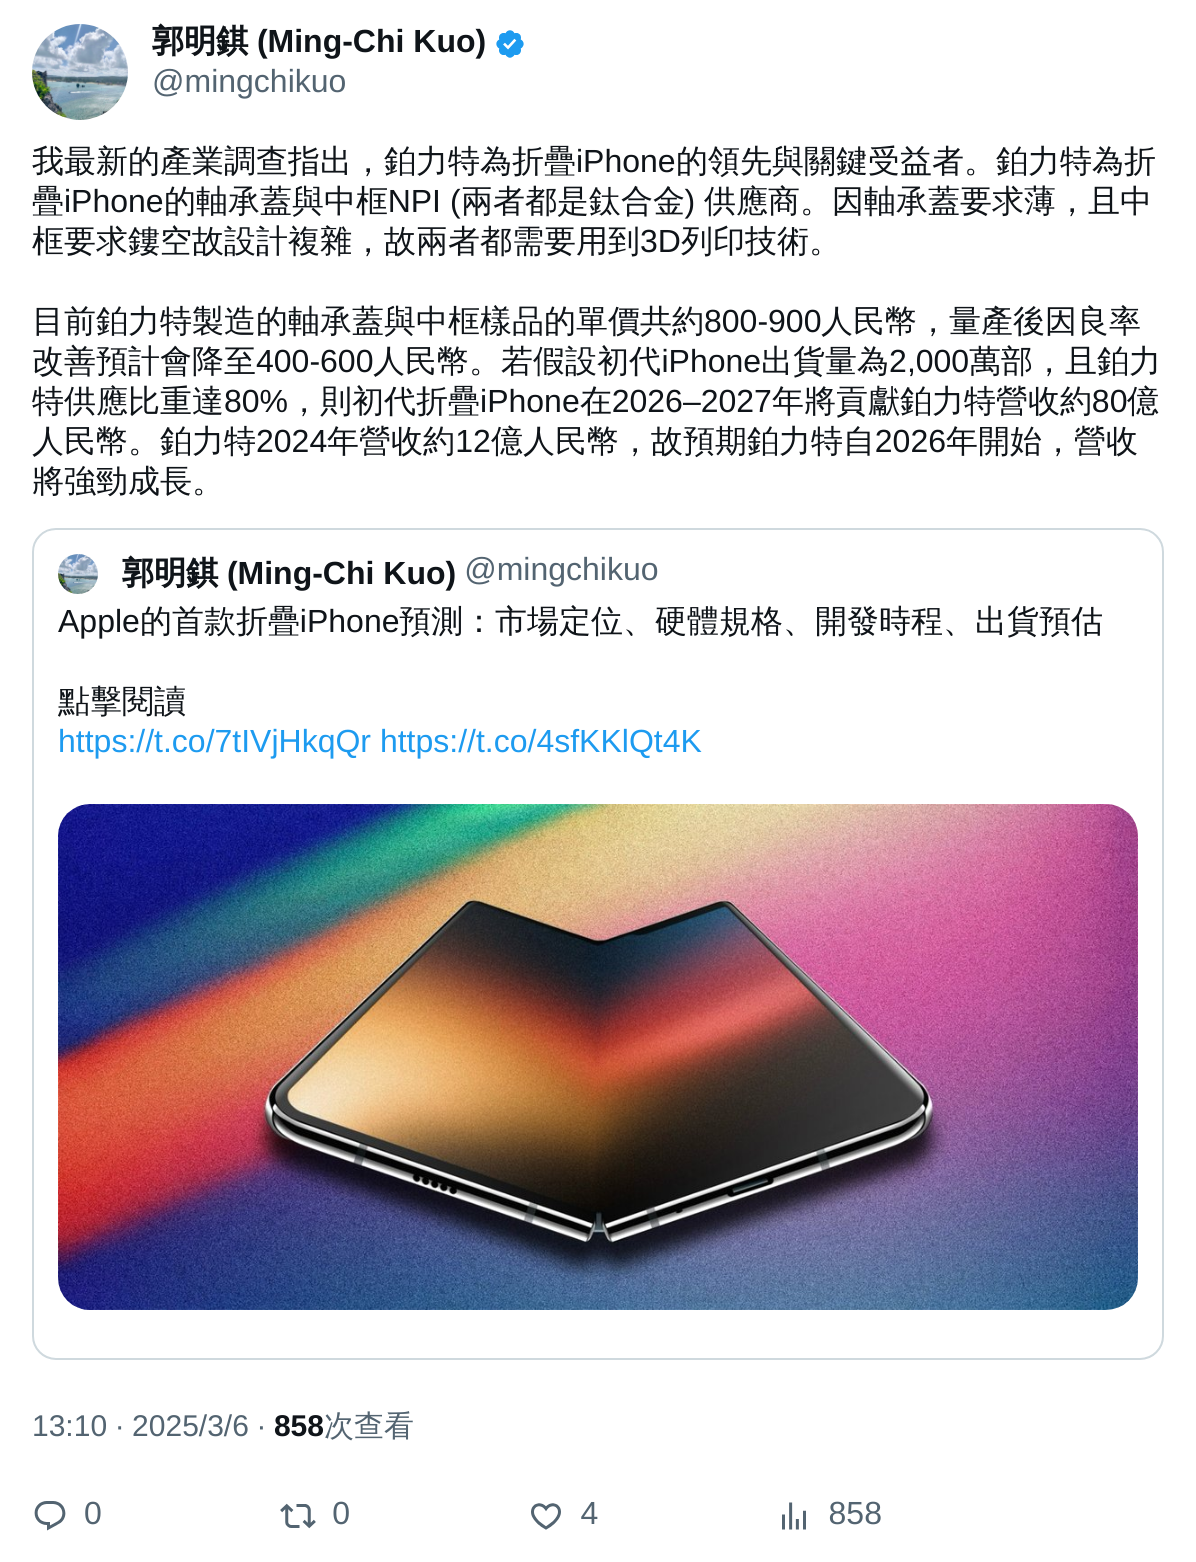 郭明錤 (Ming-Chi Kuo)
@mingchikuo
我最新的產業調查指出，鉑力特為折疊iPhone的領先與關鍵受益者。鉑力特為折
疊iPhone的軸承蓋與中框NPI (兩者都是鈦合金) 供應商。因軸承蓋要求薄，且中
框要求鏤空故設計複雜，故兩者都需要用到3D列印技術。
目前鉑力特製造的軸承蓋與中框樣品的單價共約800-900人民幣，量產後因良率
改善預計會降至400-600人民幣。若假設初代iPhone出貨量為2,000萬部，且鉑力
特供應比重達80%，則初代折疊iPhone在2026–2027年將貢獻鉑力特營收約80億
人民幣。鉑力特2024年營收約12億人民幣，故預期鉑力特自2026年開始，營收
將強勁成長。
郭明錤 (Ming-Chi Kuo) @mingchikuo
Apple的首款折疊iPhone預測：市場定位、硬體規格、開發時程、出貨預估
點擊閱讀
https://t.co/7tIVjHkqQr https://t.co/4sfKKlQt4K
13:10 · 2025/3/6 · 858次查看
0 0 4 858